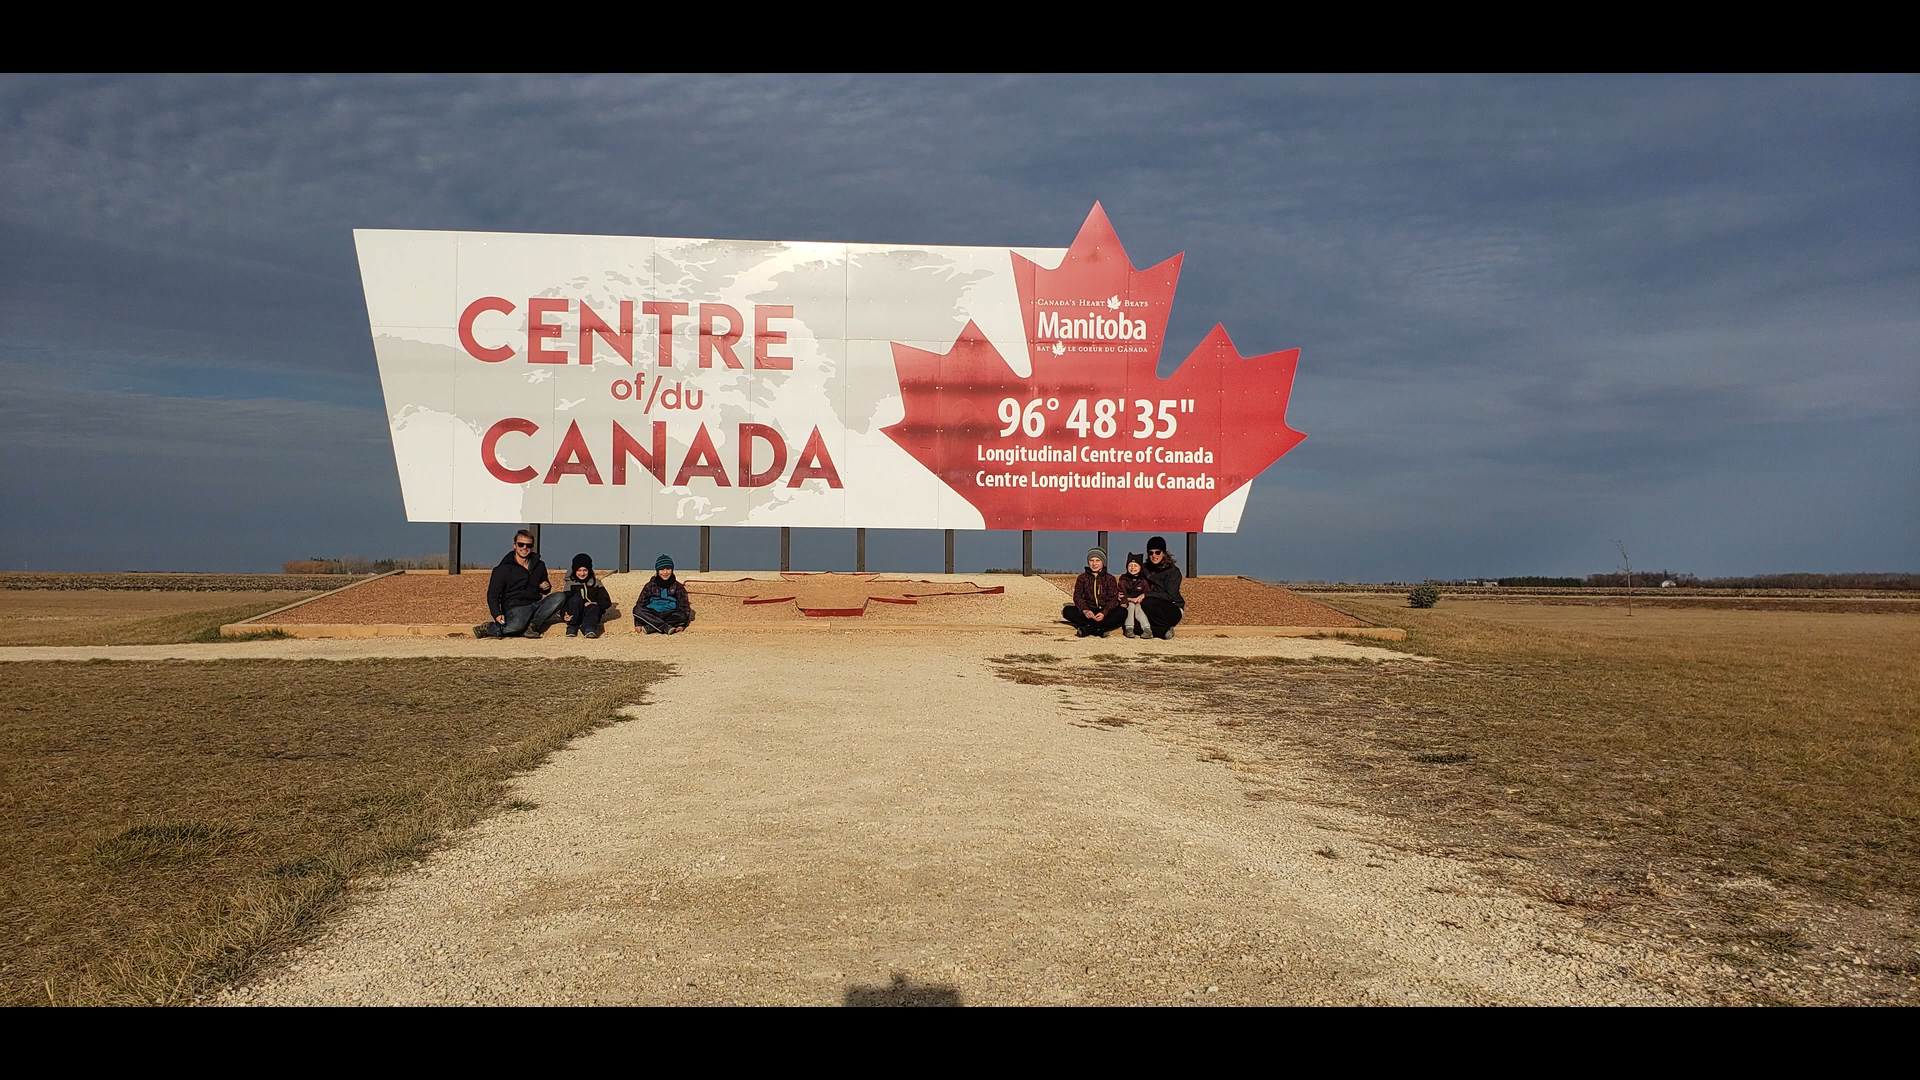 CENTRE
of/du
CANADA
CANADA'S HEART BEATS
Manitoba
BAT LE COEUR DU CANADA
96° 48' 35"
Longitudinal Centre of Canada
Centre Longitudinal du Canada